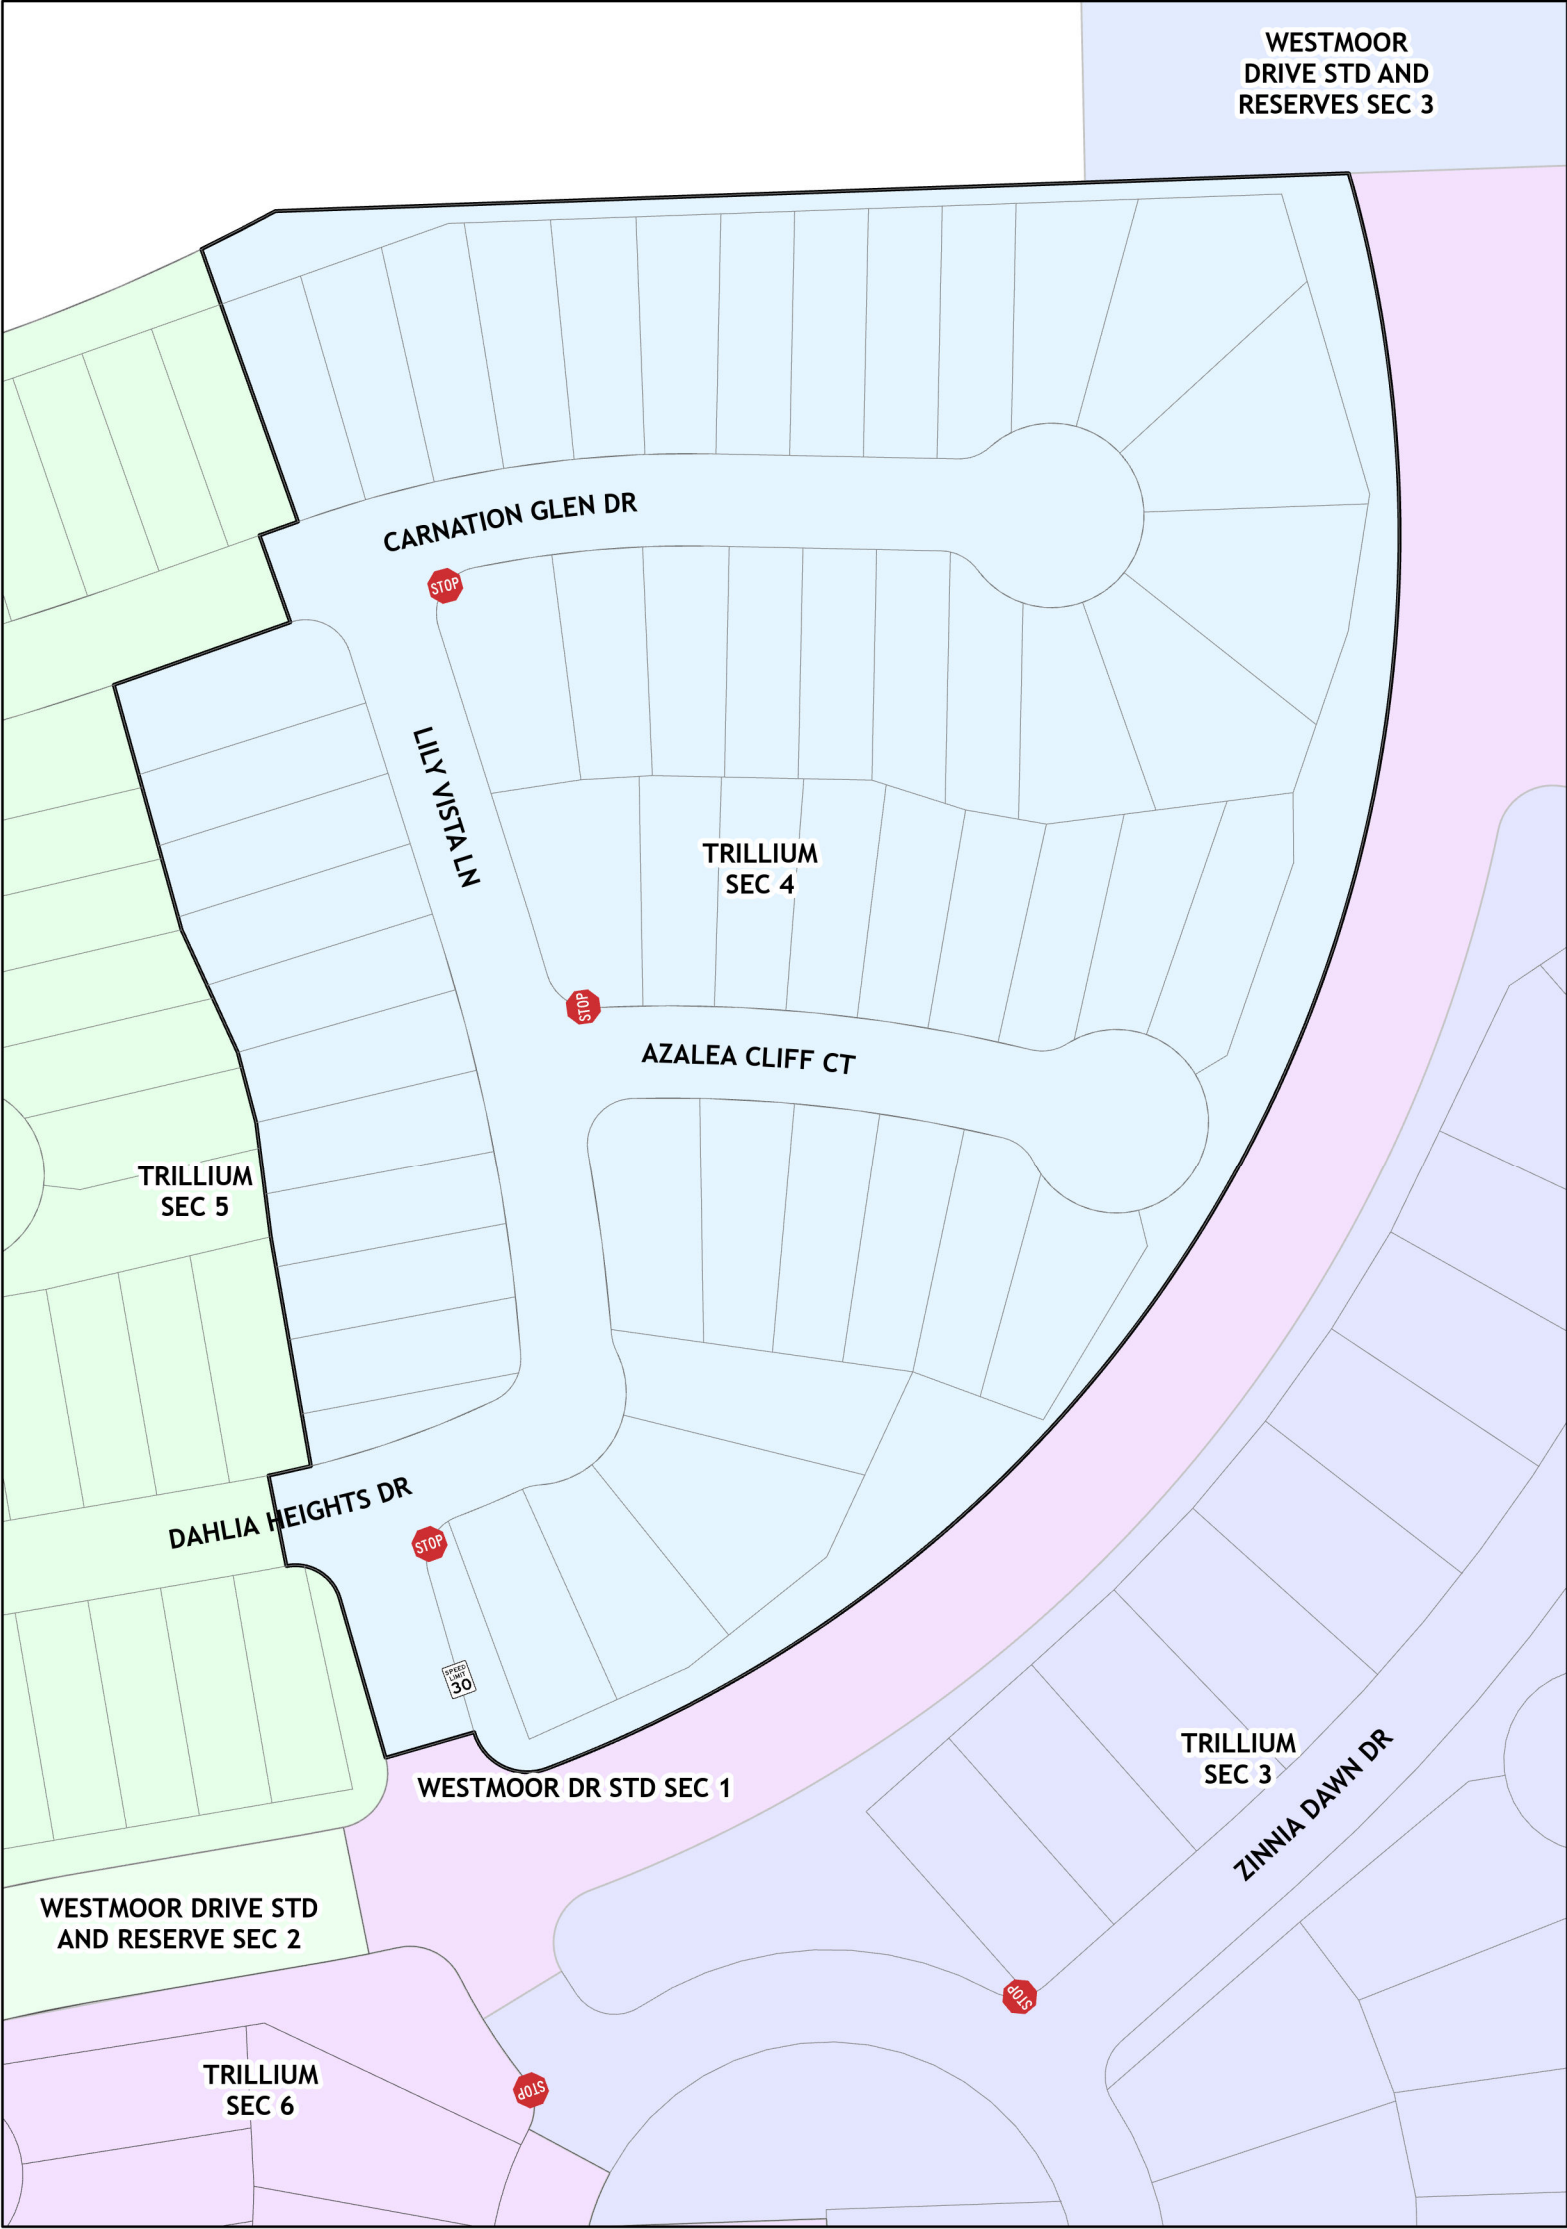 WESTMOOR
DRIVE STD AND
RESERVES SEC 3
CARNATION GLEN DR
STOP
LILY VISTA LN
TRILLIUM
SEC 4
STOP
AZALEA CLIFF CT
TRILLIUM
SEC 5
DAHLIA HEIGHTS DR
STOP
SPEED
LIMIT
30
WESTMOOR DR STD SEC 1
TRILLIUM
SEC 3
ZINNIA DAWN DR
WESTMOOR DRIVE STD
AND RESERVE SEC 2
STOP
TRILLIUM
SEC 6
STOP